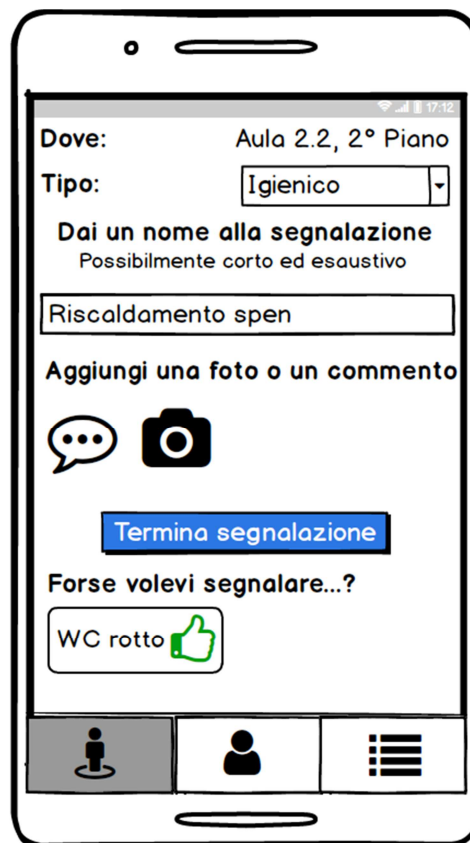 17:12
Dove: Aula 2.2, 2° Piano
Tipo: Igienico
Dai un nome alla segnalazione
Possibilmente corto ed esaustivo
Riscaldamento spen
Aggiungi una foto o un commento
Termina segnalazione
Forse volevi segnalare...?
WC rotto